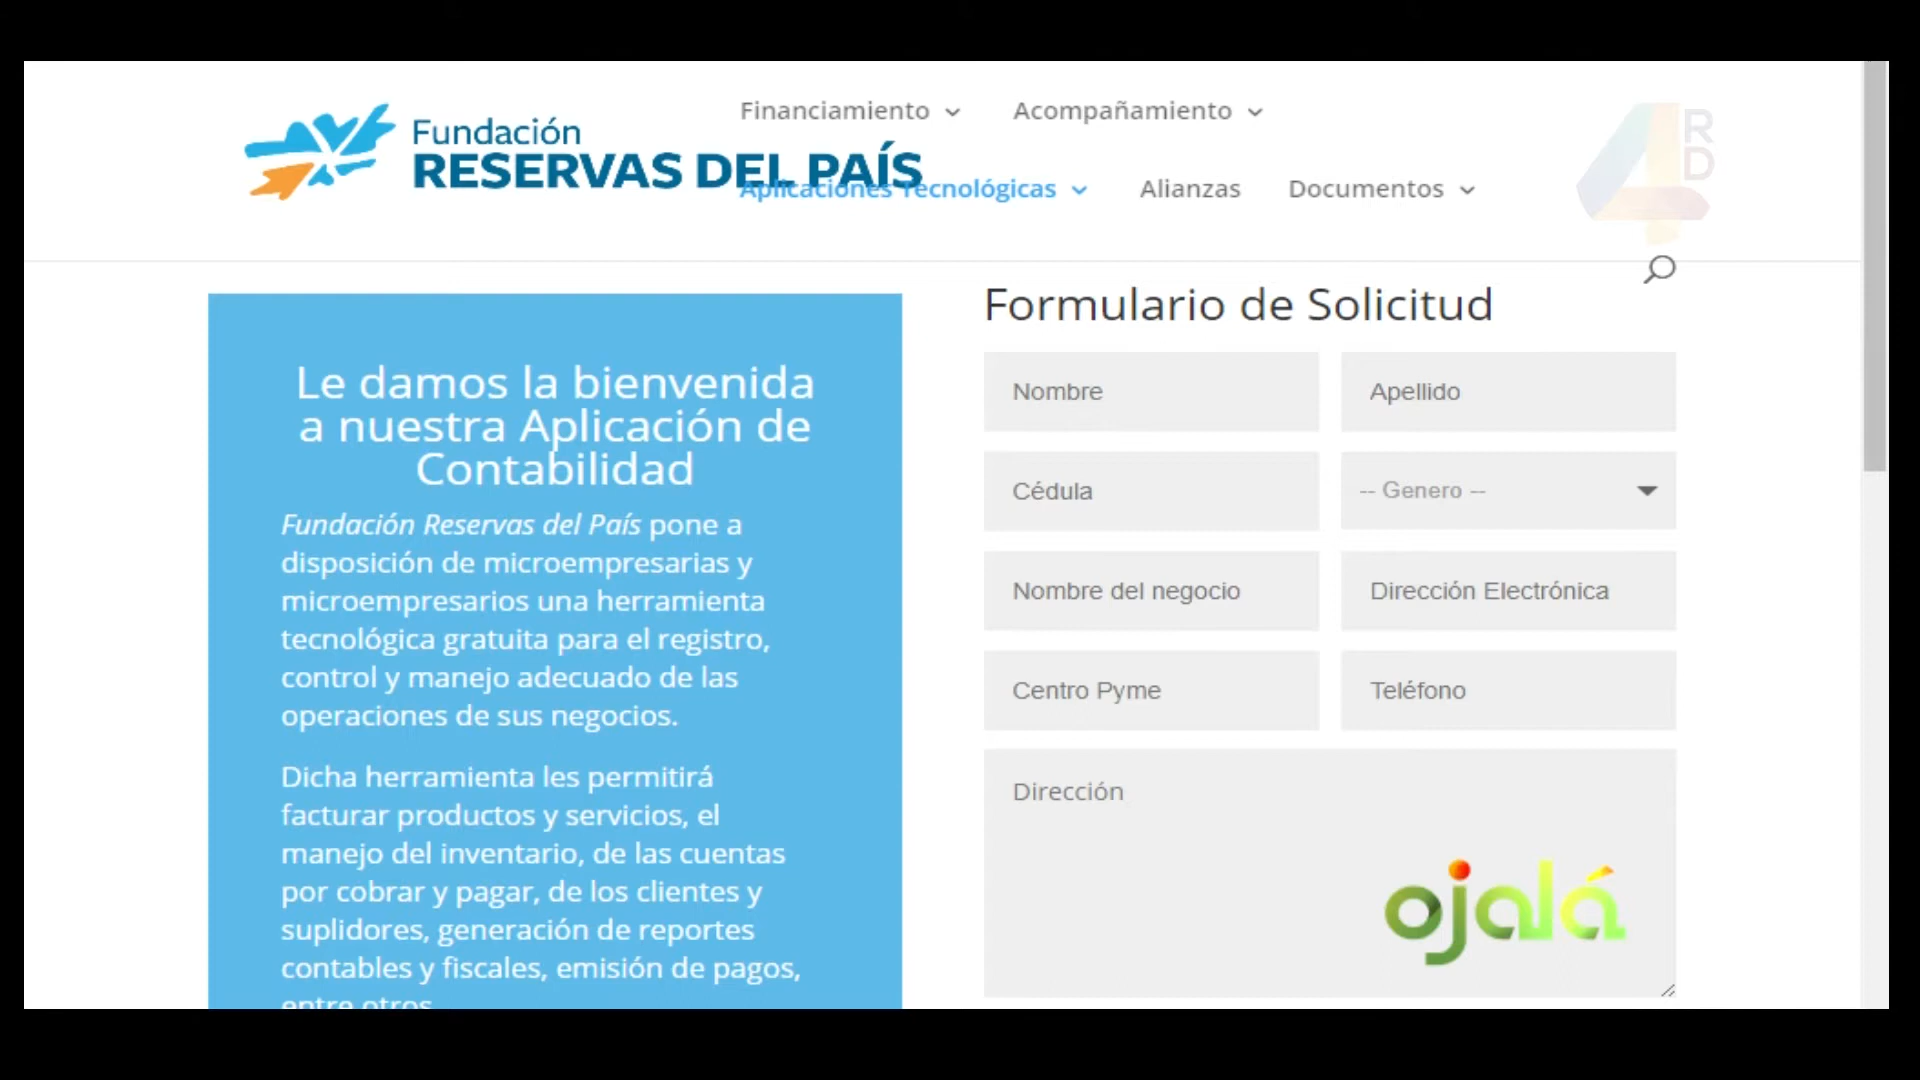 Fundación
RESERVAS DEL PAÍS
Financiamiento
Acompañamiento
Aplicaciones Tecnológicas
Alianzas
Documentos
4
RD
Le damos la bienvenida
a nuestra Aplicación de
Contabilidad
Fundación Reservas del País pone a
disposición de microempresarias y
microempresarios una herramienta
tecnológica gratuita para el registro,
control y manejo adecuado de las
operaciones de sus negocios.
Dicha herramienta les permitirá
facturar productos y servicios, el
manejo del inventario, de las cuentas
por cobrar y pagar, de los clientes y
suplidores, generación de reportes
contables y fiscales, emisión de pagos,
entre otros
Formulario de Solicitud
Nombre
Apellido
Cédula
-- Genero --
Nombre del negocio
Dirección Electrónica
Centro Pyme
Teléfono
Dirección
ojalá